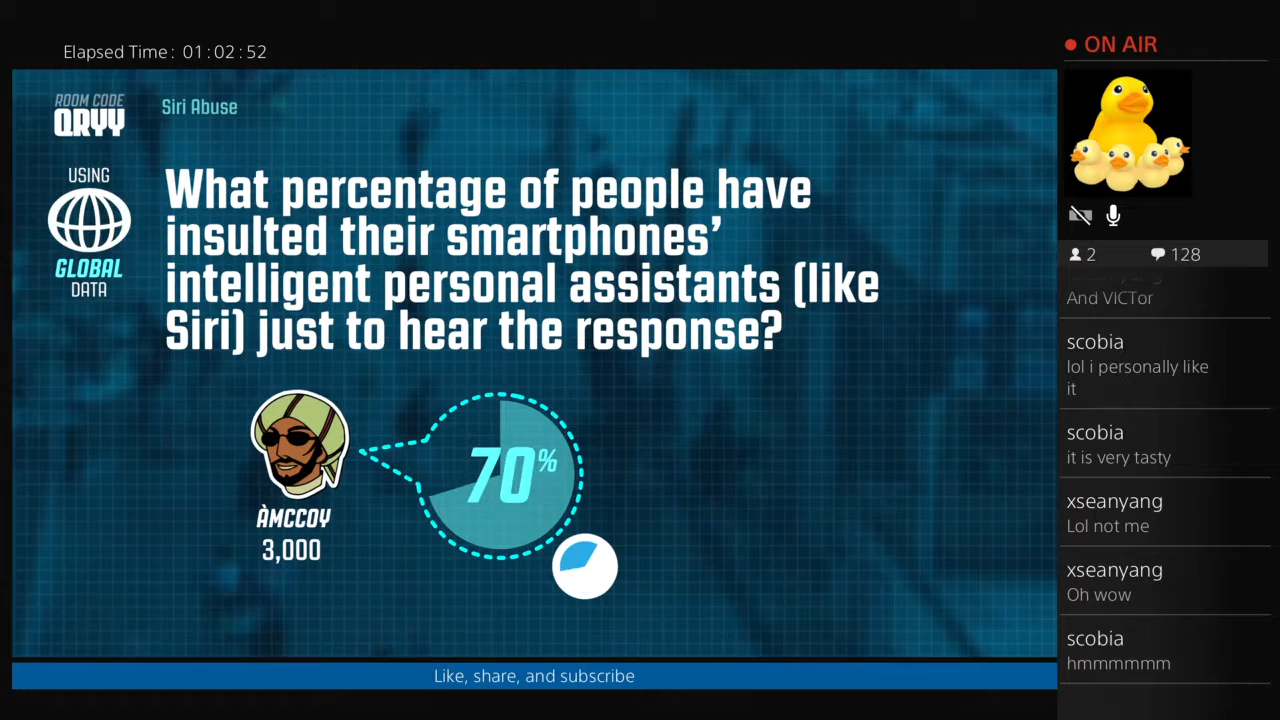 Elapsed Time: 01:02:52
ON AIR
ROOM CODE
QRYY
Siri Abuse
USING
GLOBAL
DATA
What percentage of people have
insulted their smartphones’
intelligent personal assistants (like
Siri) just to hear the response?
70%
ÀMCCOY
3,000
2 128
And VICTor
scobia
lol i personally like
it
scobia
it is very tasty
xseanyang
Lol not me
xseanyang
Oh wow
scobia
hmmmmmm
Like, share, and subscribe